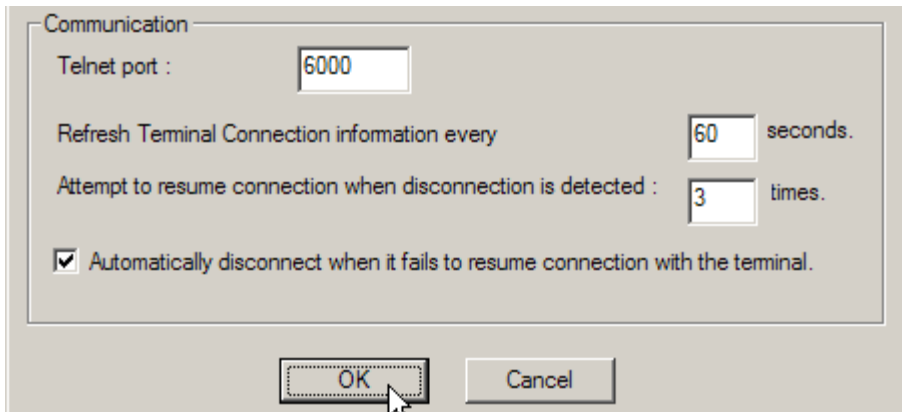 Communication
Telnet port : 6000
Refresh Terminal Connection information every 60 seconds.
Attempt to resume connection when disconnection is detected : 3 times.
Automatically disconnect when it fails to resume connection with the terminal.
OK Cancel